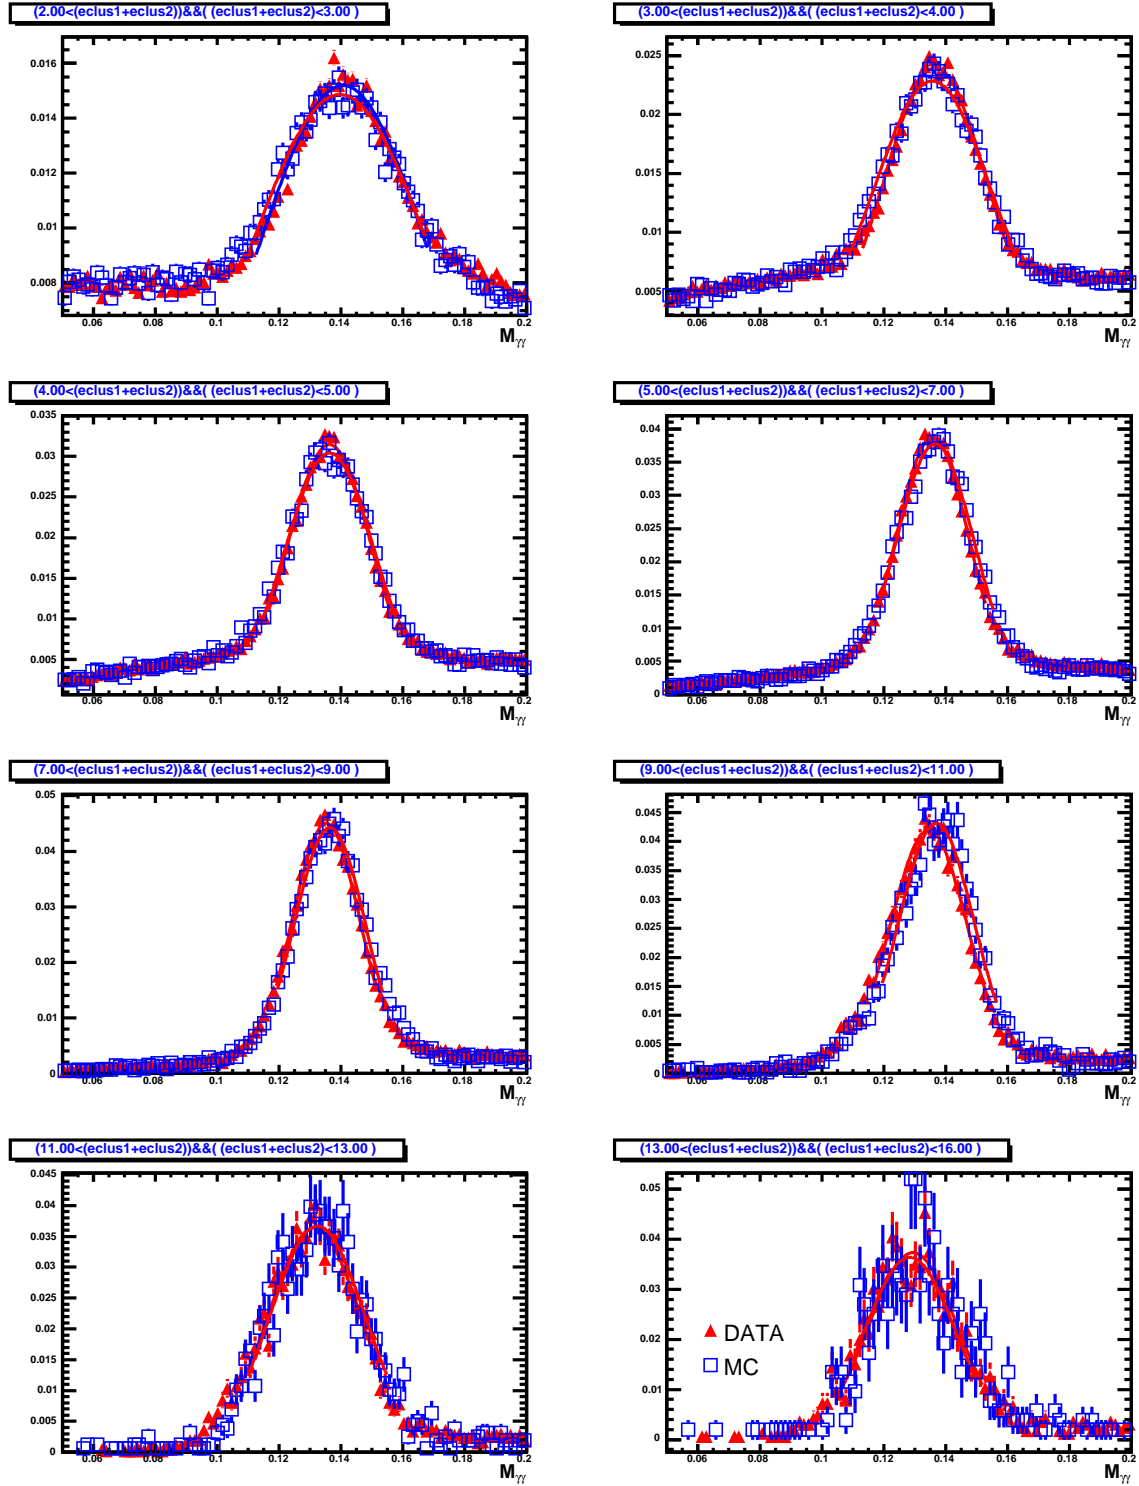 (2.00<(eclus1+eclus2))&&( (eclus1+eclus2)<3.00 )
0.016
0.014
0.012
0.01
0.008
0.06 0.08 0.1 0.12 0.14 0.16 0.18 0.2
Mγγ
(3.00<(eclus1+eclus2))&&( (eclus1+eclus2)<4.00 )
0.025
0.02
0.015
0.01
0.005
0.06 0.08 0.1 0.12 0.14 0.16 0.18 0.2
Mγγ
(4.00<(eclus1+eclus2))&&( (eclus1+eclus2)<5.00 )
0.035
0.03
0.025
0.02
0.015
0.01
0.005
0.06 0.08 0.1 0.12 0.14 0.16 0.18 0.2
Mγγ
(5.00<(eclus1+eclus2))&&( (eclus1+eclus2)<7.00 )
0.04
0.035
0.03
0.025
0.02
0.015
0.01
0.005
0
0.06 0.08 0.1 0.12 0.14 0.16 0.18 0.2
Mγγ
(7.00<(eclus1+eclus2))&&( (eclus1+eclus2)<9.00 )
0.05
0.04
0.03
0.02
0.01
0
0.06 0.08 0.1 0.12 0.14 0.16 0.18 0.2
Mγγ
(9.00<(eclus1+eclus2))&&( (eclus1+eclus2)<11.00 )
0.045
0.04
0.035
0.03
0.025
0.02
0.015
0.01
0.005
0
0.06 0.08 0.1 0.12 0.14 0.16 0.18 0.2
Mγγ
(11.00<(eclus1+eclus2))&&( (eclus1+eclus2)<13.00 )
0.045
0.04
0.035
0.03
0.025
0.02
0.015
0.01
0.005
0
0.06 0.08 0.1 0.12 0.14 0.16 0.18 0.2
Mγγ
(13.00<(eclus1+eclus2))&&( (eclus1+eclus2)<16.00 )
0.05
0.04
0.03
0.02
0.01
0
DATA
MC
0.06 0.08 0.1 0.12 0.14 0.16 0.18 0.2
Mγγ